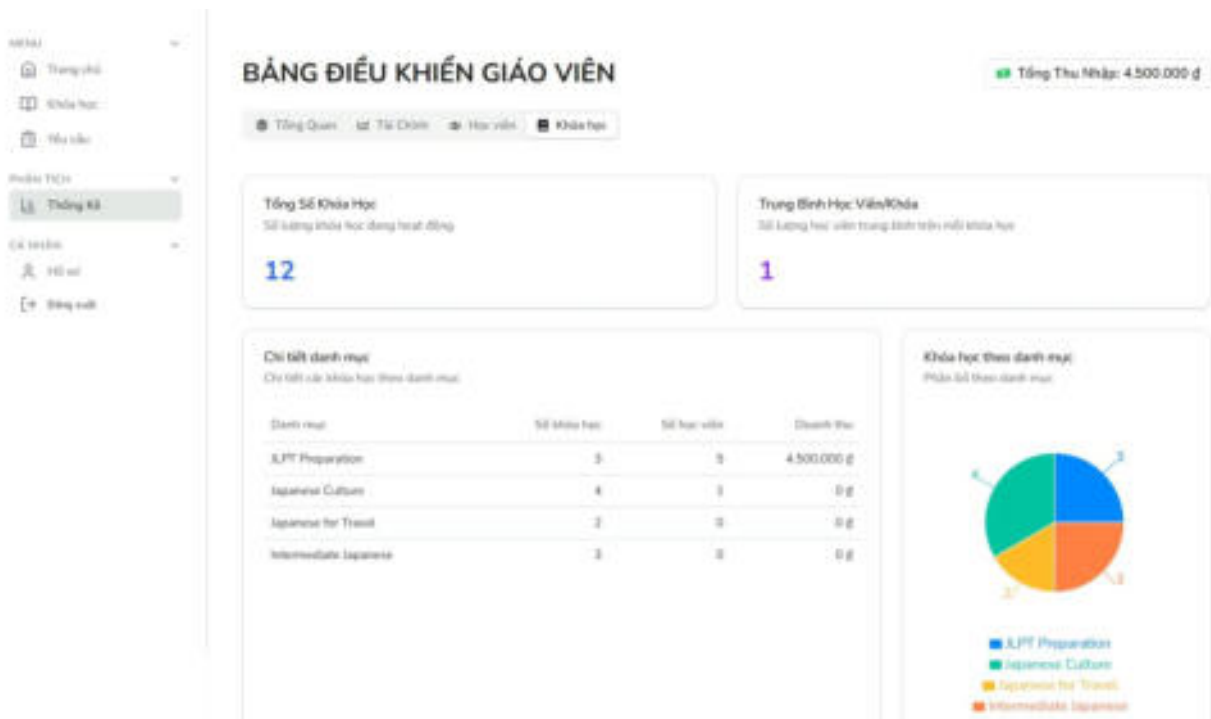 MENU
Trang chủ
Khóa học
Yêu cầu
PHÂN TÍCH
Thống Kê
CÁ NHÂN
Hồ sơ
Đăng xuất
BẢNG ĐIỀU KHIỂN GIÁO VIÊN
Tổng Thu Nhập: 4.500.000 ₫
Tổng Quan Tài Chính Học viên Khóa học
Tổng Số Khóa Học
Số lượng khóa học đang hoạt động
12
Trung Bình Học Viên/Khóa
Số lượng học viên trung bình trên mỗi khóa học
1
Chi tiết danh mục
Chi tiết các khóa học theo danh mục
Danh mục Số khóa học Số học viên Doanh thu
JLPT Preparation 3 5 4.500.000 ₫
Japanese Culture 4 1 0 ₫
Japanese for Travel 2 0 0 ₫
Intermediate Japanese 3 0 0 ₫
Khóa học theo danh mục
Phân bố theo danh mục
3
4
2
3
JLPT Preparation
Japanese Culture
Japanese for Travel
Intermediate Japanese